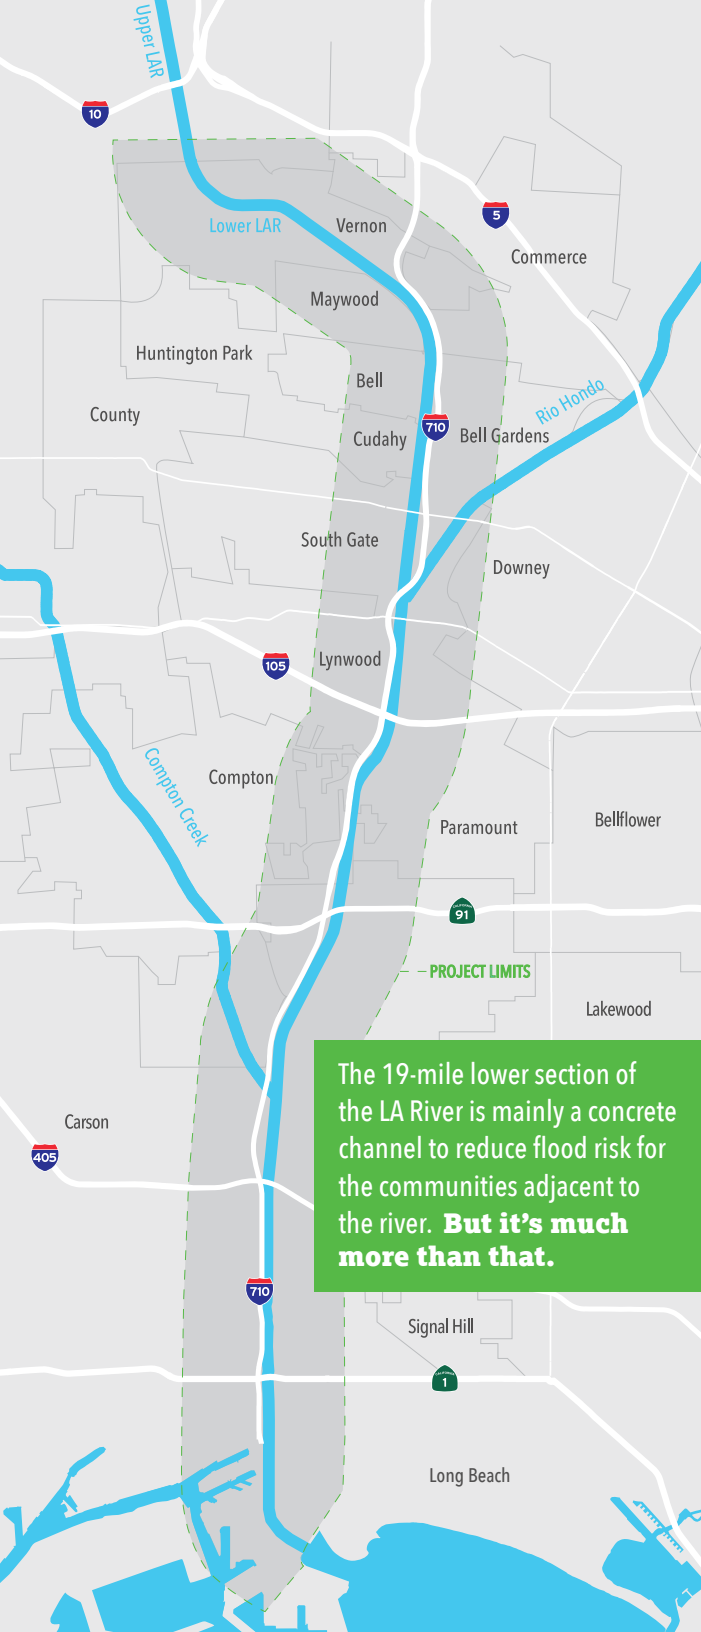 Upper LAR
10
5
Lower LAR
Vernon
Commerce
Maywood
Huntington Park
Bell
Rio Hondo
County
710
Cudahy
Bell Gardens
South Gate
Downey
Lynwood
105
Compton Creek
Compton
Paramount
Bellflower
CALIFORNIA
91
PROJECT LIMITS
Lakewood
The 19-mile lower section of
the LA River is mainly a concrete
channel to reduce flood risk for
the communities adjacent to
the river. But it's much
more than that.
Carson
405
710
Signal Hill
CALIFORNIA
1
Long Beach